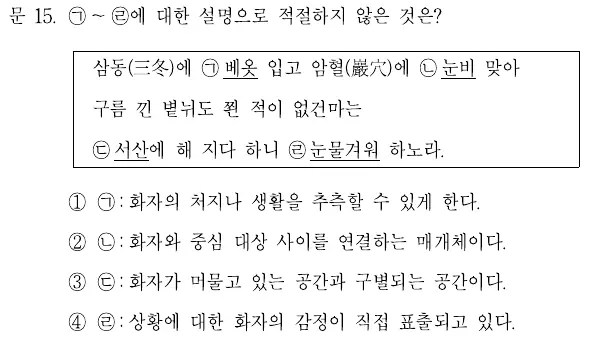 문 15. ㉠ ~ ㉣에 대한 설명으로 적절하지 않은 것은?
삼동(三冬)에 ㉠ 베옷 입고 암혈(巖穴)에 ㉡ 눈비 맞아
구름 낀 볕뉘도 쬔 적이 없건마는
㉢ 서산에 해 지다 하니 ㉣ 눈물겨워 하노라.
① ㉠: 화자의 처지나 생활을 추측할 수 있게 한다.
② ㉡: 화자와 중심 대상 사이를 연결하는 매개체이다.
③ ㉢: 화자가 머물고 있는 공간과 구별되는 공간이다.
④ ㉣: 상황에 대한 화자의 감정이 직접 표출되고 있다.